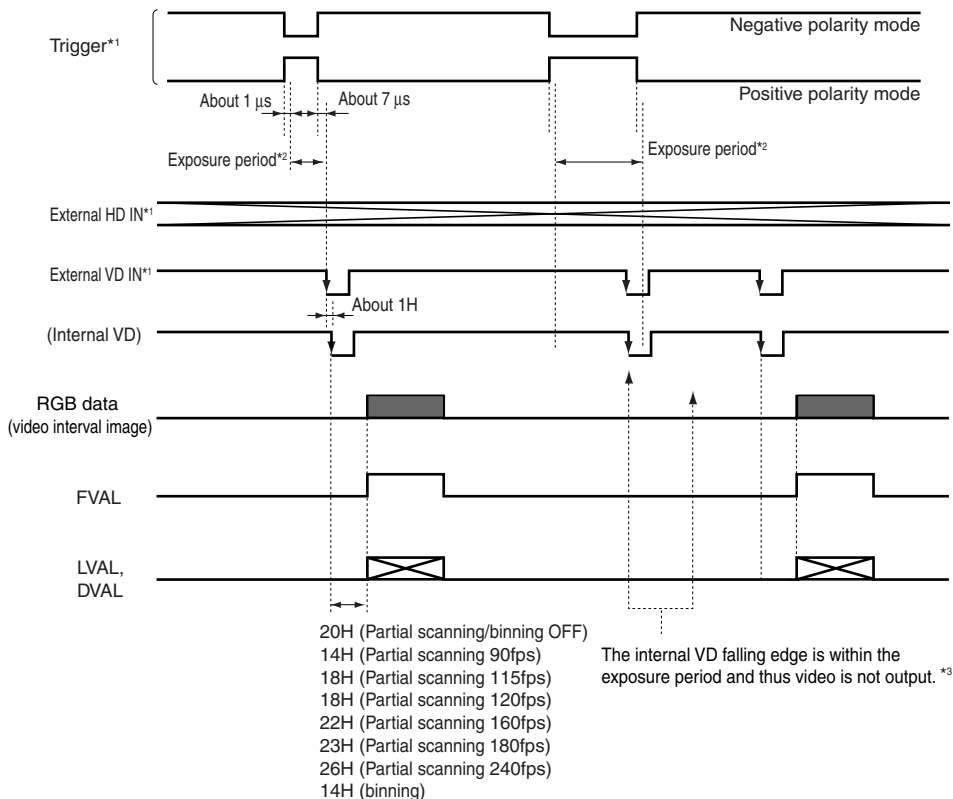 Negative polarity mode
Trigger*1
Positive polarity mode
About 1 μs
About 7 μs
Exposure period*2
Exposure period*2
External HD IN*1
External VD IN*1
About 1H
(Internal VD)
RGB data
(video interval image)
FVAL
LVAL,
DVAL
20H (Partial scanning/binning OFF)
14H (Partial scanning 90fps)
18H (Partial scanning 115fps)
18H (Partial scanning 120fps)
22H (Partial scanning 160fps)
23H (Partial scanning 180fps)
26H (Partial scanning 240fps)
14H (binning)
The internal VD falling edge is within the
exposure period and thus video is not output. *3